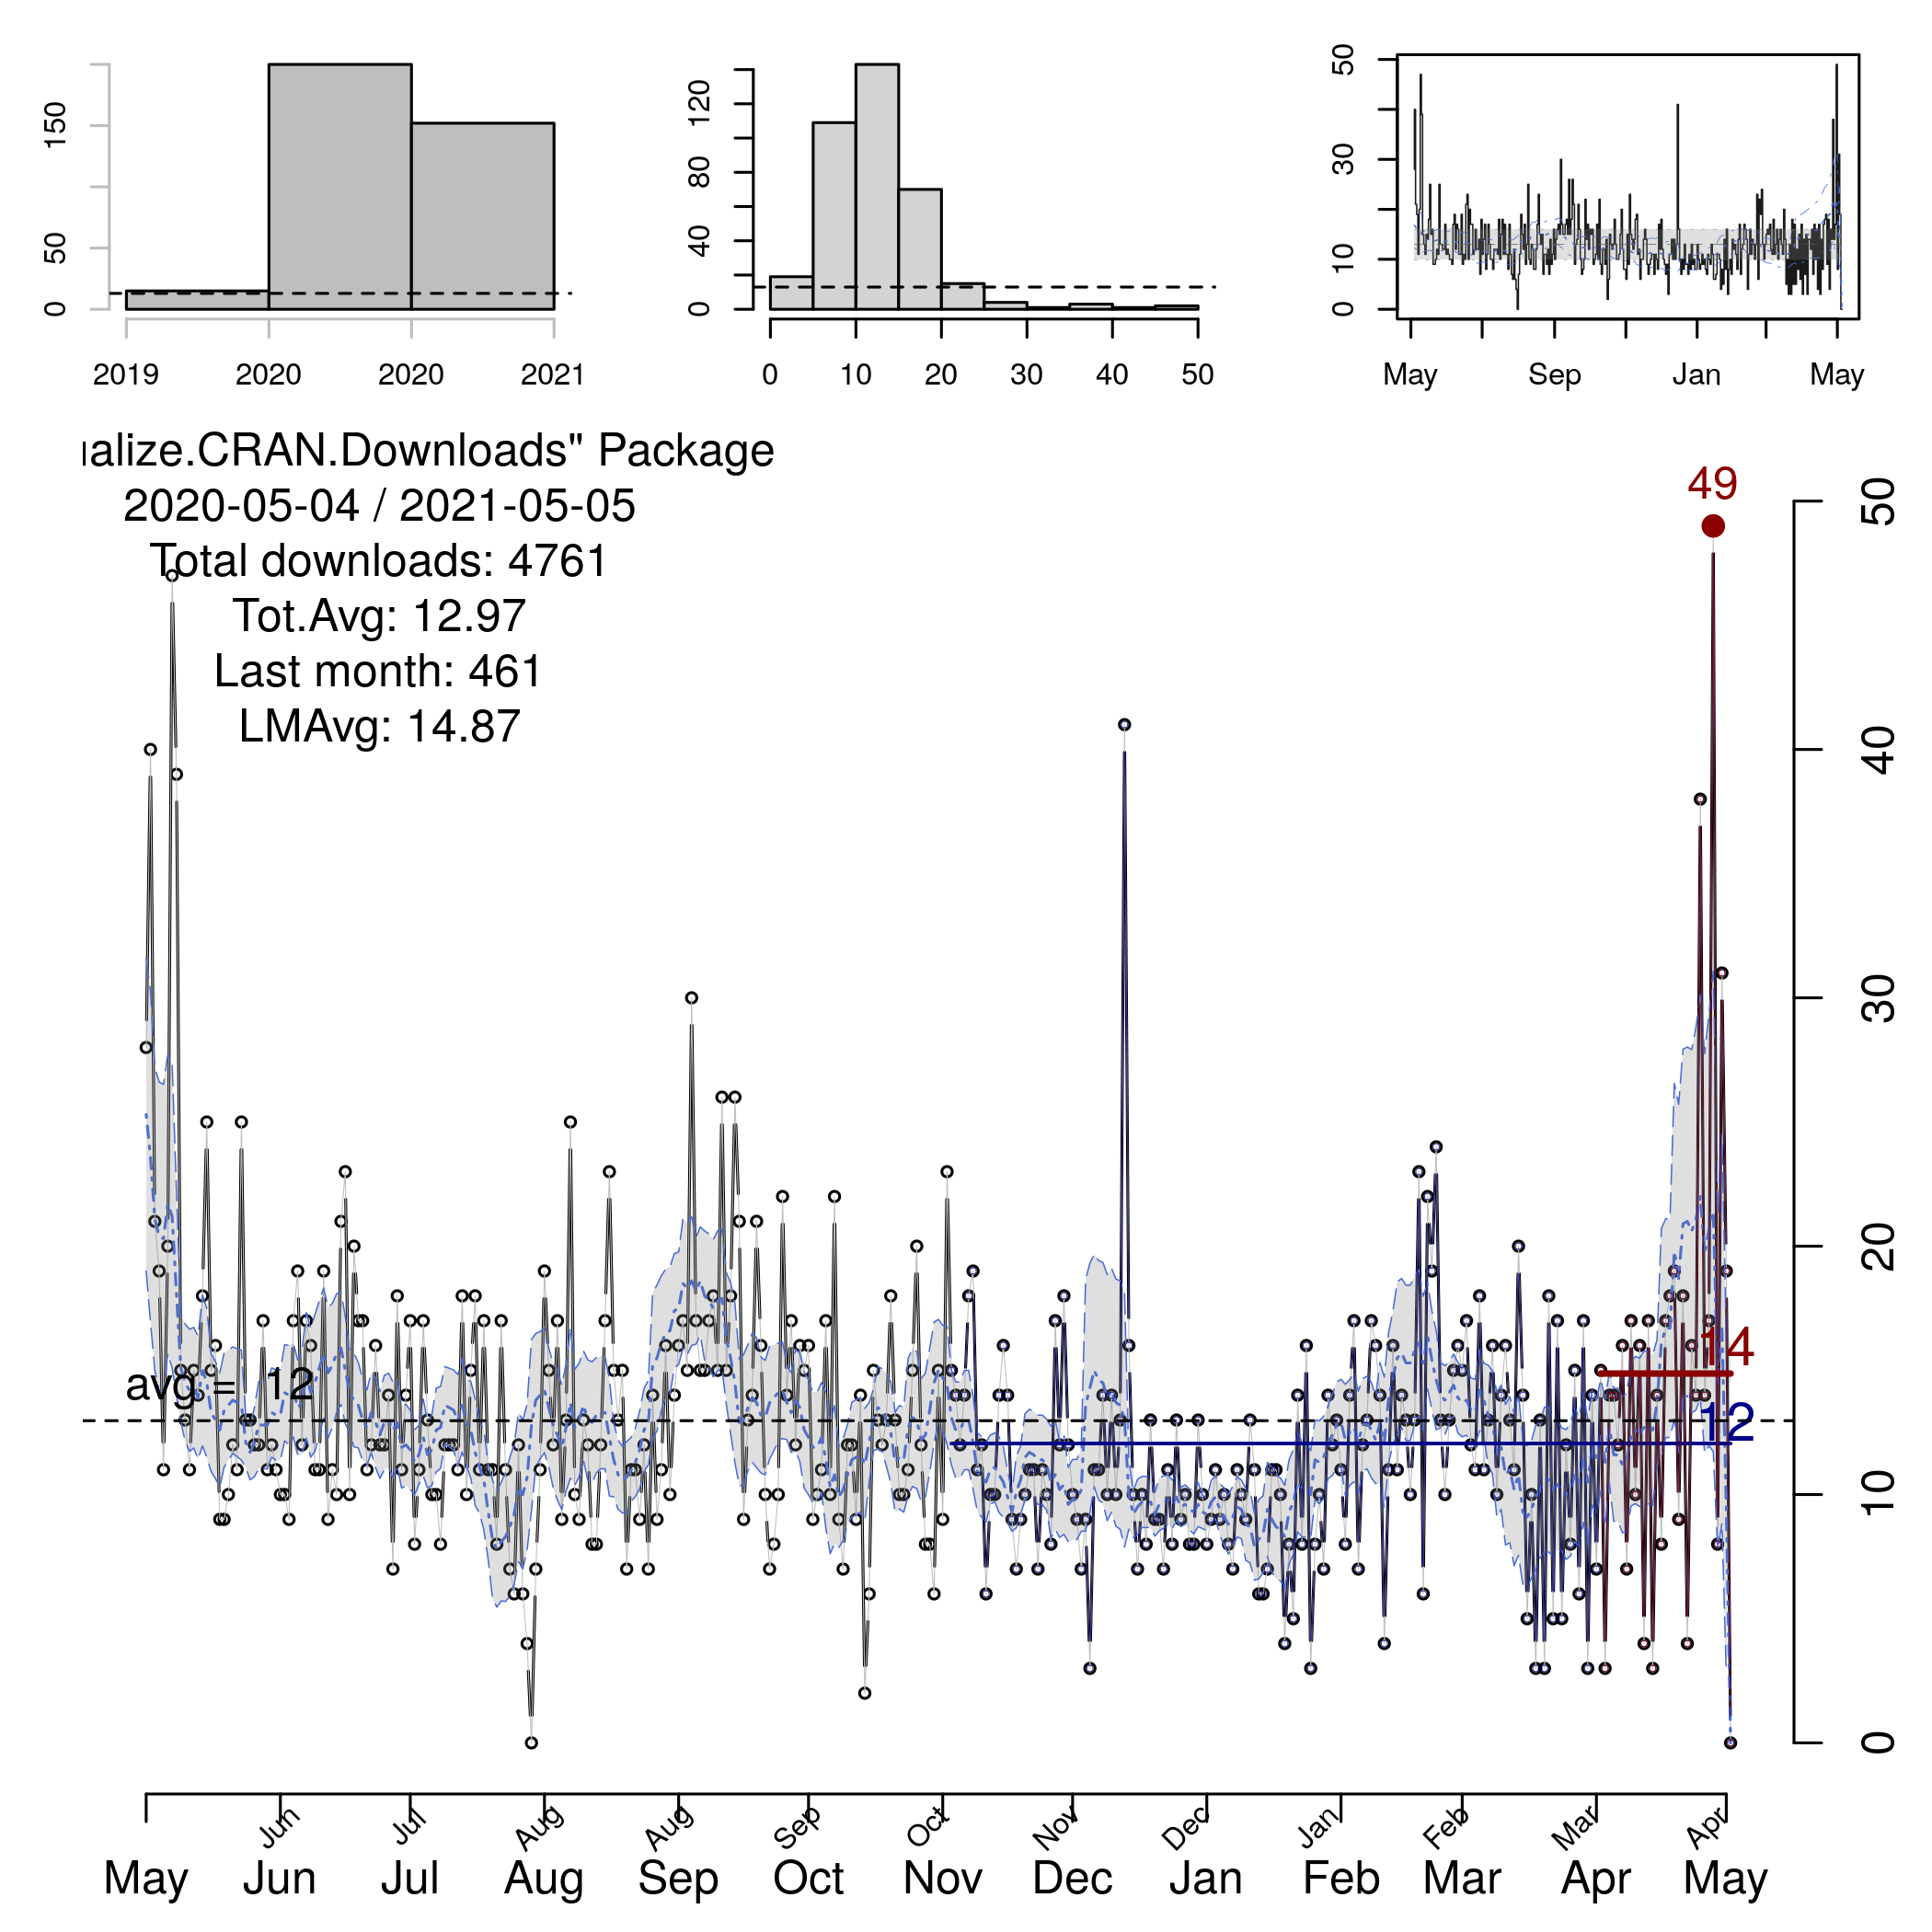 0 50 150
2019 2020 2020 2021
0 40 80 120
0 10 20 30 40 50
0 10 30 50
May Sep Jan May
alize.CRAN.Downloads" Package
2020-05-04 / 2021-05-05
Total downloads: 4761
Tot.Avg: 12.97
Last month: 461
LMAvg: 14.87
49
avg = 12
14
12
0 10 20 30 40 50
Jun Jul Aug Aug Sep Oct Nov Dec Jan Feb Mar Apr
May Jun Jul Aug Sep Oct Nov Dec Jan Feb Mar Apr May